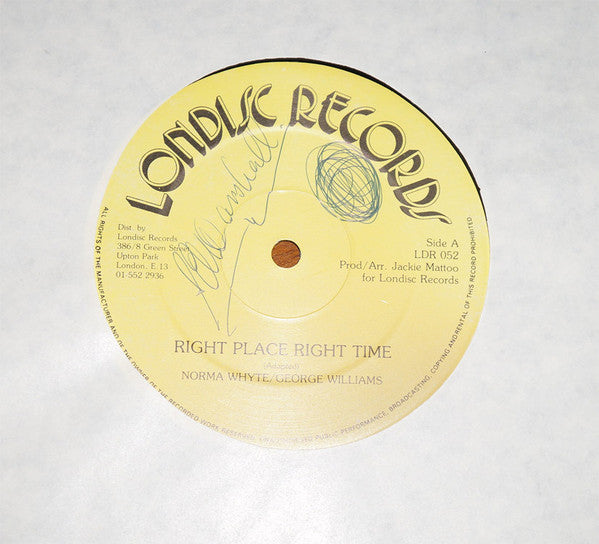 LONDISC RECORDS
Dist. by
Londisc Records
386/8 Green Street
Upton Park
London. E.13
01-552 2936
Side A
LDR 052
Prod/Arr. Jackie Mattoo
for Londisc Records
RIGHT PLACE RIGHT TIME
(Adapted)
NORMA WHYTE/GEORGE WILLIAMS
ALL RIGHTS OF THE MANUFACTURER AND OF THE OWNER OF THE RECORDED WORK RESERVED. PUBLIC PERFORMANCE, BROADCASTING, COPYING AND RENTAL OF THIS RECORD PROHIBITED.